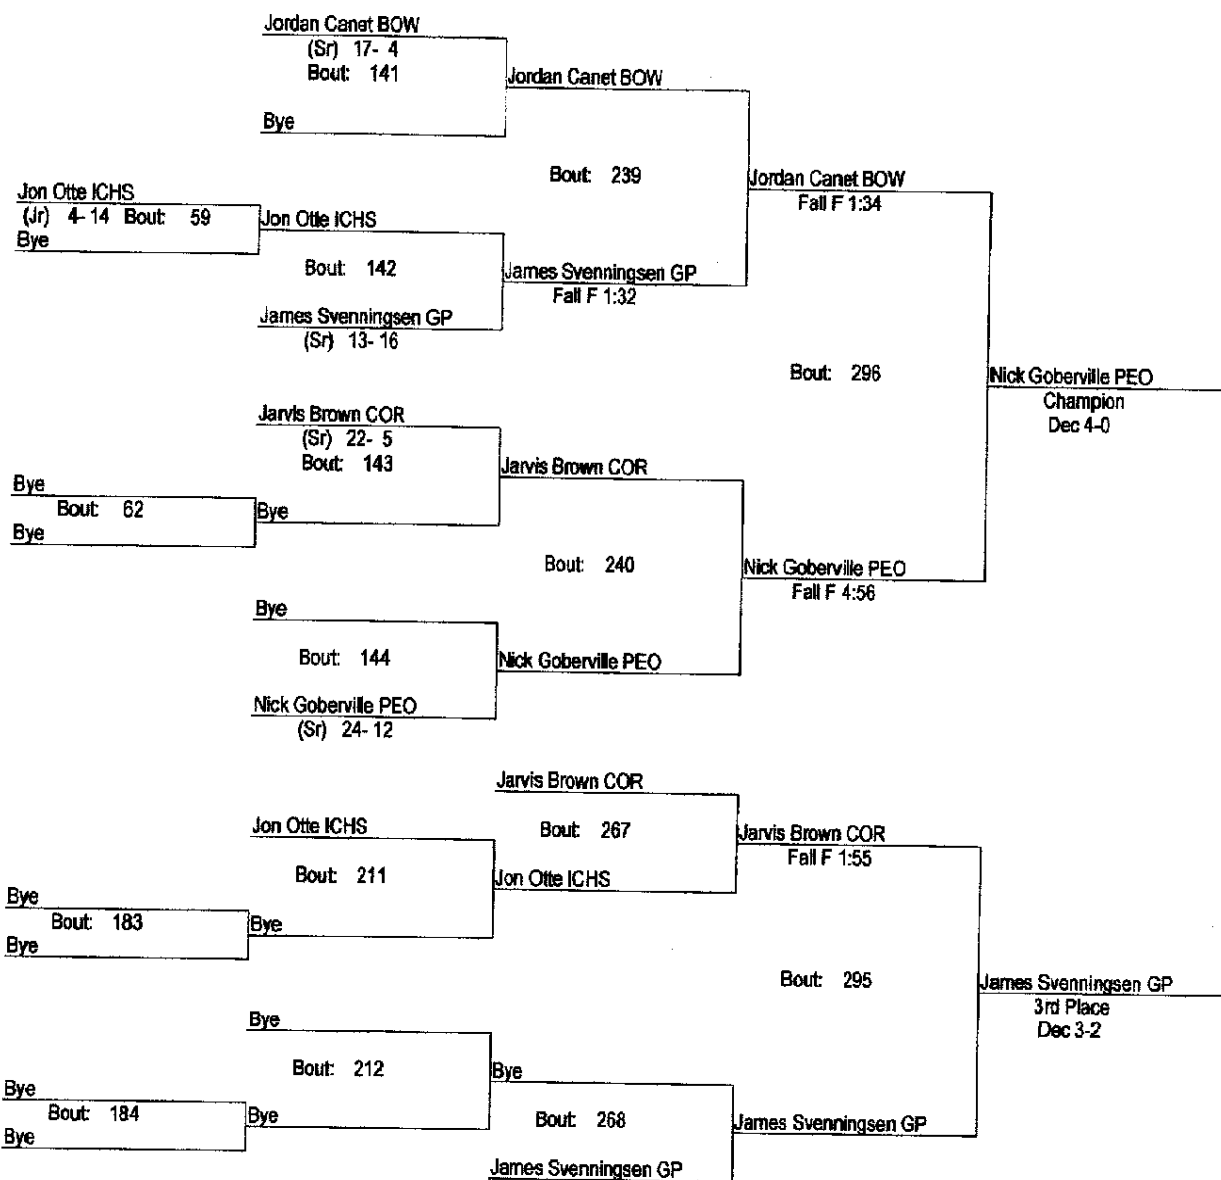 Jordan Canet BOW
(Sr) 17- 4
Bout: 141
Jordan Canet BOW
Bye
Bout: 239
Jordan Canet BOW
Fall F 1:34
Jon Otte ICHS
(Jr) 4- 14 Bout: 59
Bye
Jon Otte ICHS
Bout: 142
James Svenningsen GP
Fall F 1:32
James Svenningsen GP
(Sr) 13- 16
Bout: 296
Nick Goberville PEO
Champion
Dec 4-0
Jarvis Brown COR
(Sr) 22- 5
Bout: 143
Jarvis Brown COR
Bye
Bout: 62
Bye
Bye
Bout: 240
Nick Goberville PEO
Fall F 4:56
Bye
Bout: 144
Nick Goberville PEO
Nick Goberville PEO
(Sr) 24- 12
Jarvis Brown COR
Jon Otte ICHS
Bout: 267
Jarvis Brown COR
Fall F 1:55
Bout: 211
Jon Otte ICHS
Bye
Bout: 183
Bye
Bye
Bout: 295
James Svenningsen GP
3rd Place
Dec 3-2
Bye
Bout: 212
Bye
Bye
Bout: 184
Bye
Bye
Bout: 268
James Svenningsen GP
James Svenningsen GP